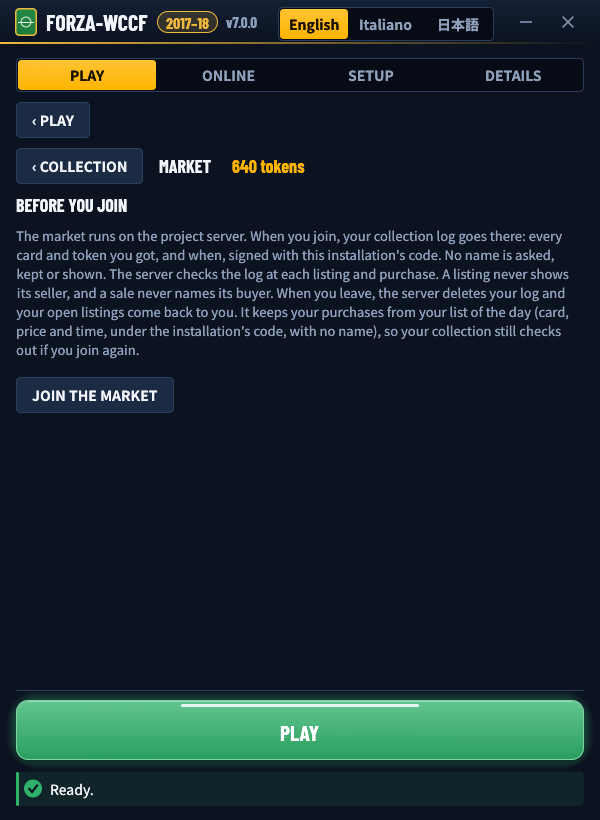 FORZA-WCCF 2017–18 v7.0.0 English Italiano 日本語
PLAY ONLINE SETUP DETAILS
‹ PLAY
‹ COLLECTION MARKET 640 tokens
BEFORE YOU JOIN
The market runs on the project server. When you join, your collection log goes there: every
card and token you got, and when, signed with this installation's code. No name is asked,
kept or shown. The server checks the log at each listing and purchase. A listing never shows
its seller, and a sale never names its buyer. When you leave, the server deletes your log and
your open listings come back to you. It keeps your purchases from your list of the day (card,
price and time, under the installation's code, with no name), so your collection still checks
out if you join again.
JOIN THE MARKET
PLAY
Ready.